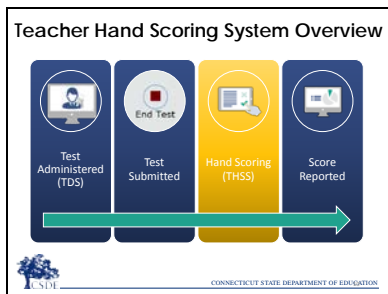 Teacher Hand Scoring System Overview
End Test
Test
Administered
(TDS)
Test
Submitted
Hand Scoring
(THSS)
Score
Reported
CSDE
CONNECTICUT STATE DEPARTMENT OF EDUCATION